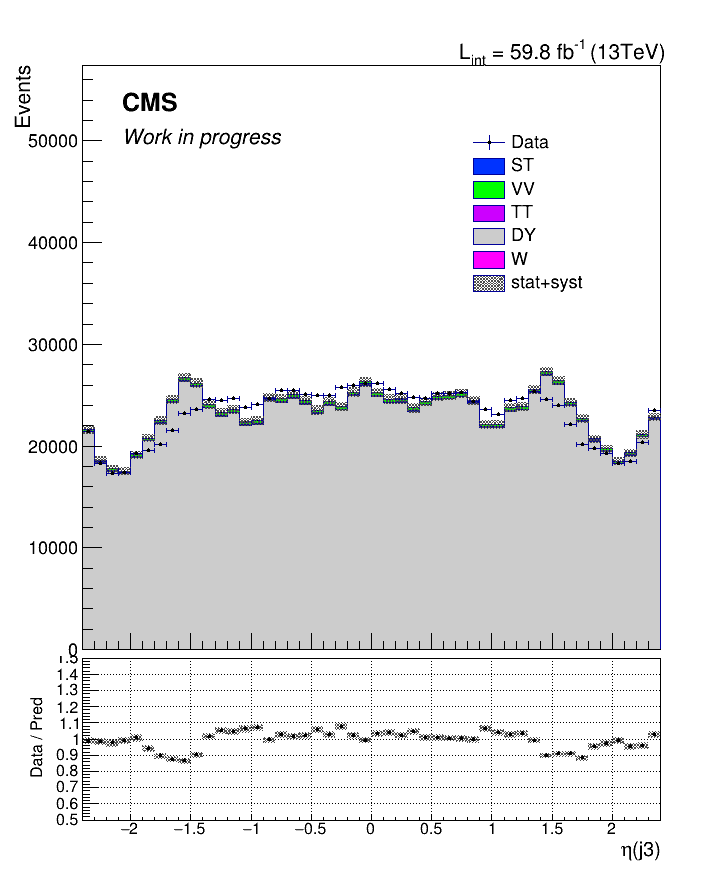 L_int = 59.8 fb^-1 (13TeV)
Events
CMS
Work in progress
50000
40000
30000
20000
10000
0
Data
ST
VV
TT
DY
W
stat+syst
Data / Pred
1.5
1.4
1.3
1.2
1.1
1
0.9
0.8
0.7
0.6
0.5
−2 −1.5 −1 −0.5 0 0.5 1 1.5 2
η(j3)